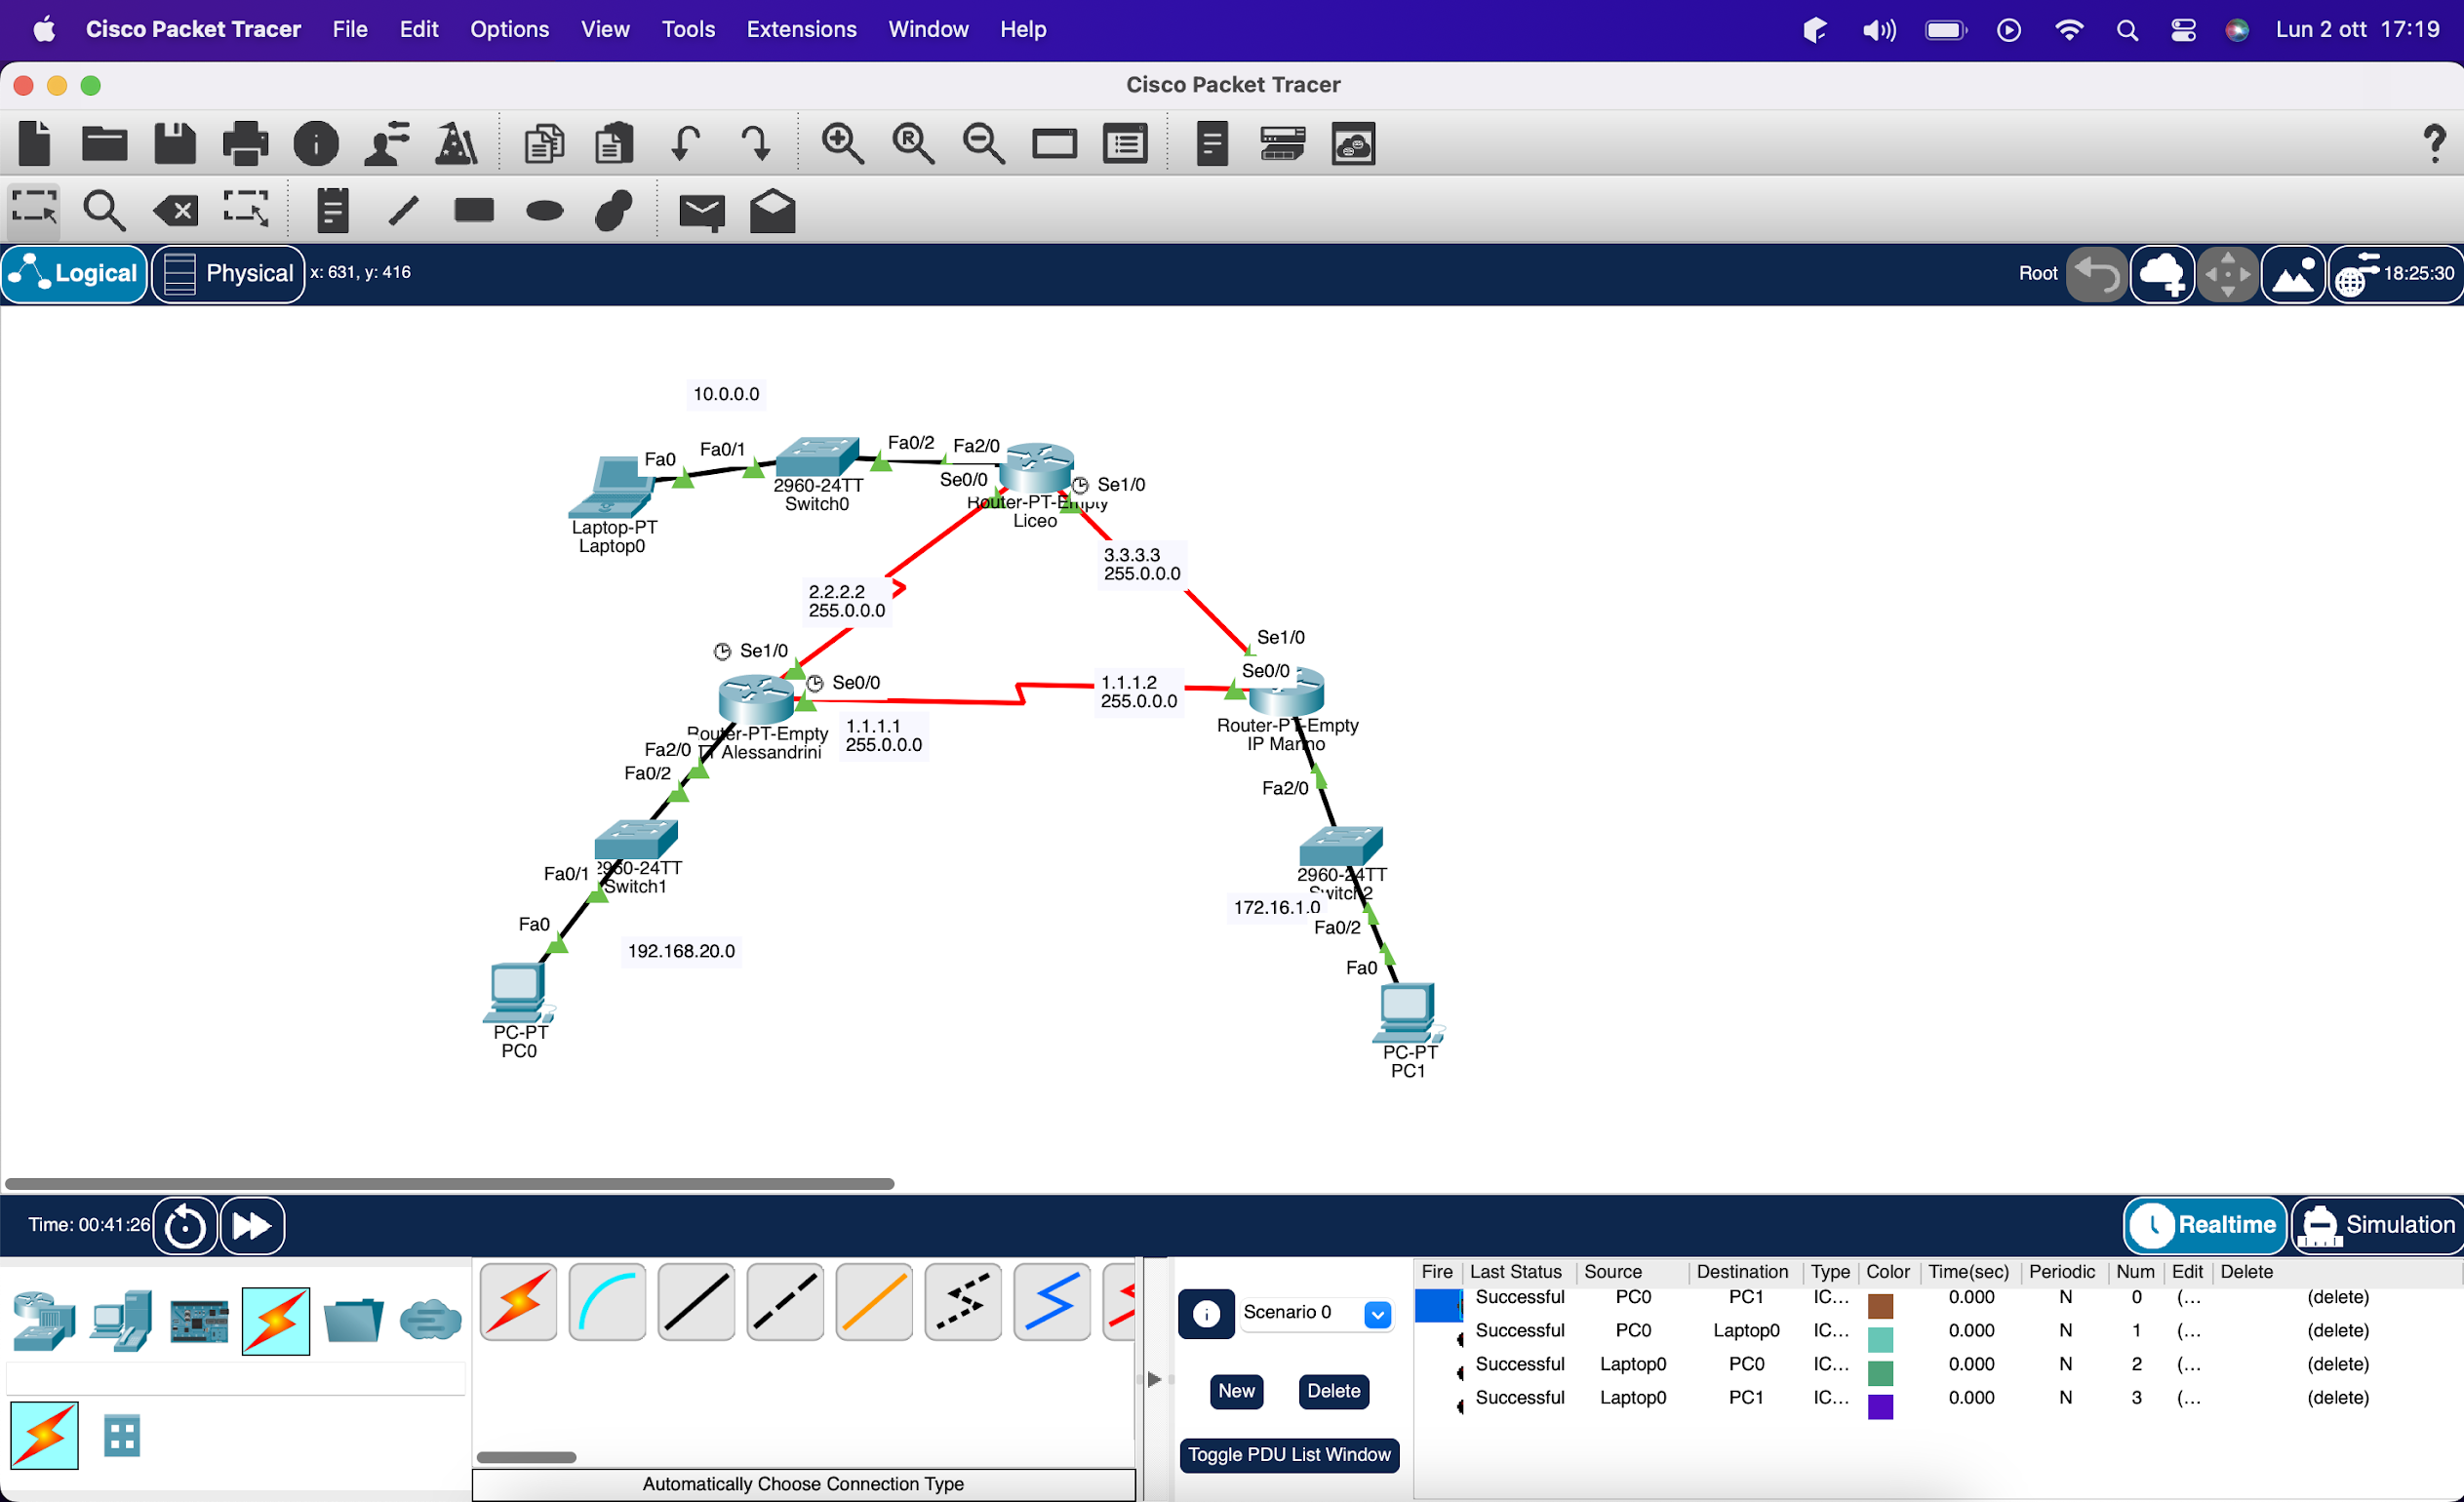 Cisco Packet Tracer File Edit Options View Tools Extensions Window Help Lun 2 ott 17:19
Cisco Packet Tracer
Logical Physical x: 631, y: 416 Root 18:25:30
10.0.0.0
Fa0 Fa0/1 Fa0/2 Fa2/0
Se0/0 Se1/0
2960-24TT
Switch0
Router-PT-Empty
Liceo
Laptop-PT
Laptop0
3.3.3.3
255.0.0.0
2.2.2.2
255.0.0.0
Se1/0 Se1/0
Se0/0 Se0/0
1.1.1.2
255.0.0.0
1.1.1.1
255.0.0.0
Router-PT-Empty
Alessandrini
Router-PT-Empty
IP Marino
Fa2/0
Fa0/2
Fa2/0
2960-24TT
Switch1
Fa0/1
2960-24TT
Switch2
172.16.1.0
Fa0/2
Fa0
192.168.20.0
Fa0
PC-PT
PC0
PC-PT
PC1
Time: 00:41:26 Realtime Simulation
Fire Last Status Source Destination Type Color Time(sec) Periodic Num Edit Delete
Successful PC0 PC1 IC... 0.000 N 0 (... (delete)
Successful PC0 Laptop0 IC... 0.000 N 1 (... (delete)
Successful Laptop0 PC0 IC... 0.000 N 2 (... (delete)
Successful Laptop0 PC1 IC... 0.000 N 3 (... (delete)
Scenario 0
New Delete
Toggle PDU List Window
Automatically Choose Connection Type